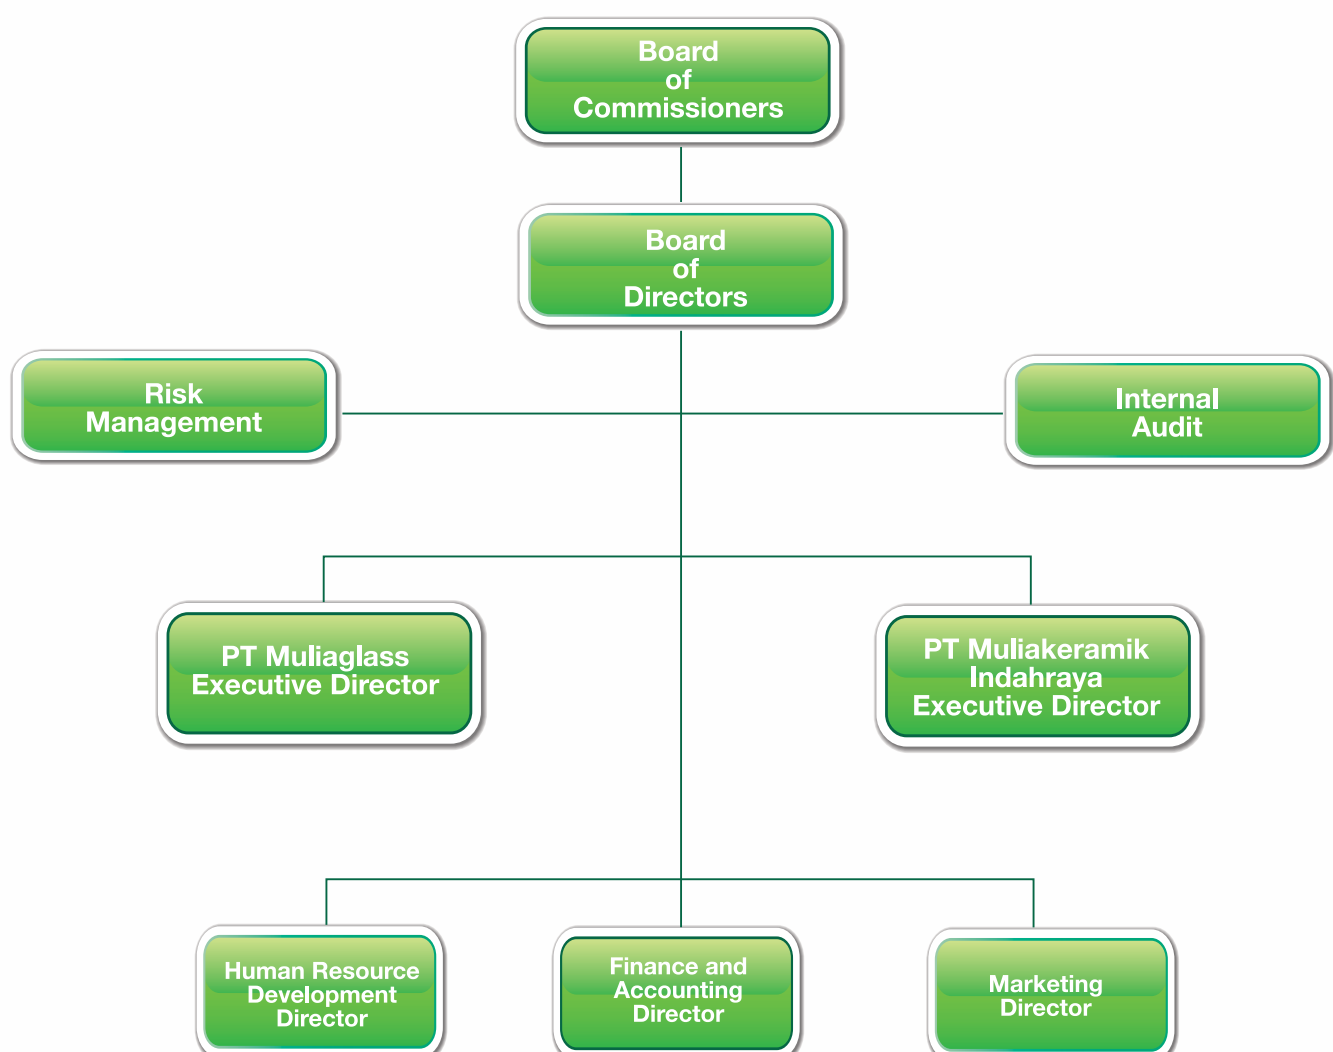 Board
of
Commissioners
Board
of
Directors
Risk
Management
Internal
Audit
PT Muliaglass
Executive Director
PT Muliakeramik
Indahraya
Executive Director
Human Resource
Development
Director
Finance and
Accounting
Director
Marketing
Director